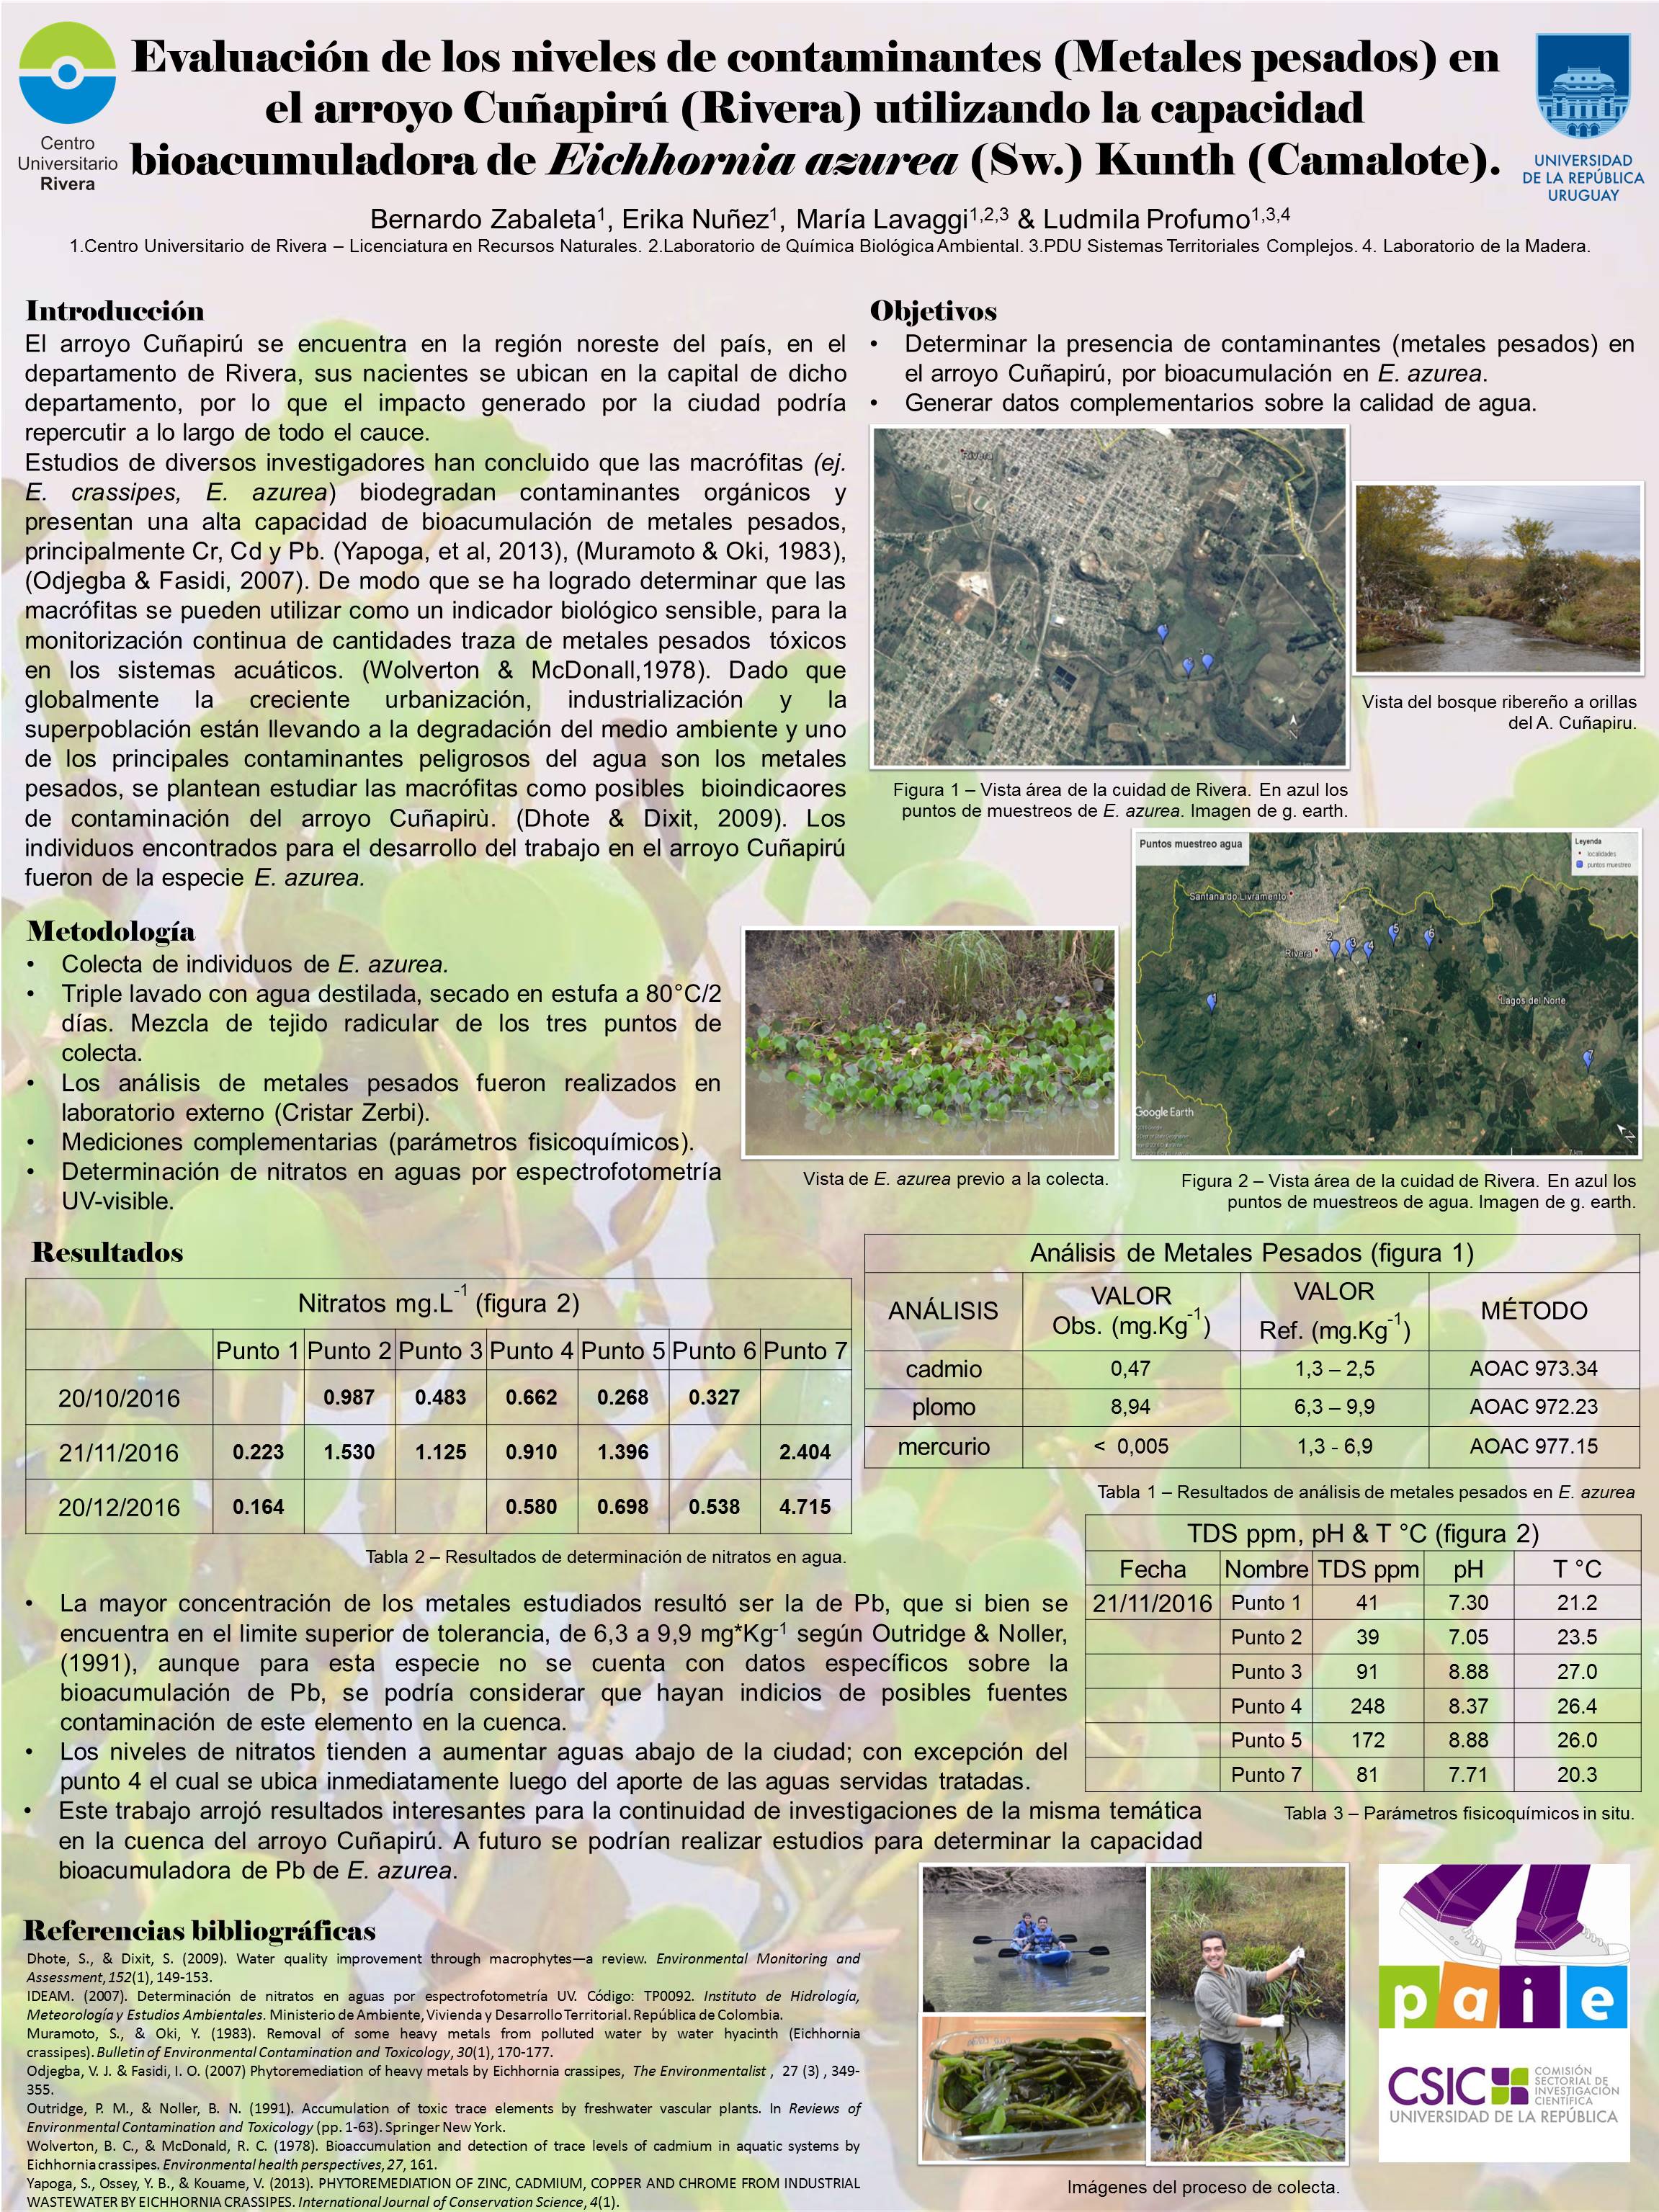 Centro
Universitario
Rivera
Evaluación de los niveles de contaminantes (Metales pesados) en
el arroyo Cuñapirú (Rivera) utilizando la capacidad
bioacumuladora de Eichhornia azurea (Sw.) Kunth (Camalote).
UNIVERSIDAD
DE LA REPÚBLICA
URUGUAY
Bernardo Zabaleta1, Erika Nuñez1, María Lavaggi1,2,3 & Ludmila Profumo1,3,4
1.Centro Universitario de Rivera – Licenciatura en Recursos Naturales. 2.Laboratorio de Química Biológica Ambiental. 3.PDU Sistemas Territoriales Complejos. 4. Laboratorio de la Madera.
Introducción
El arroyo Cuñapirú se encuentra en la región noreste del país, en el
departamento de Rivera, sus nacientes se ubican en la capital de dicho
departamento, por lo que el impacto generado por la ciudad podría
repercutir a lo largo de todo el cauce.
Estudios de diversos investigadores han concluido que las macrófitas (ej.
E. crassipes, E. azurea) biodegradan contaminantes orgánicos y
presentan una alta capacidad de bioacumulación de metales pesados,
principalmente Cr, Cd y Pb. (Yapoga, et al, 2013), (Muramoto & Oki, 1983),
(Odjegba & Fasidi, 2007). De modo que se ha logrado determinar que las
macrófitas se pueden utilizar como un indicador biológico sensible, para la
monitorización continua de cantidades traza de metales pesados tóxicos
en los sistemas acuáticos. (Wolverton & McDonall,1978). Dado que
globalmente la creciente urbanización, industrialización y la
superpoblación están llevando a la degradación del medio ambiente y uno
de los principales contaminantes peligrosos del agua son los metales
pesados, se plantean estudiar las macrófitas como posibles bioindicaores
de contaminación del arroyo Cuñapirù. (Dhote & Dixit, 2009). Los
individuos encontrados para el desarrollo del trabajo en el arroyo Cuñapirú
fueron de la especie E. azurea.
Objetivos
• Determinar la presencia de contaminantes (metales pesados) en
el arroyo Cuñapirú, por bioacumulación en E. azurea.
• Generar datos complementarios sobre la calidad de agua.
Rivera
N
Vista del bosque ribereño a orillas
del A. Cuñapiru.
Figura 1 – Vista área de la cuidad de Rivera. En azul los
puntos de muestreos de E. azurea. Imagen de g. earth.
Metodología
• Colecta de individuos de E. azurea.
• Triple lavado con agua destilada, secado en estufa a 80°C/2
días. Mezcla de tejido radicular de los tres puntos de
colecta.
• Los análisis de metales pesados fueron realizados en
laboratorio externo (Cristar Zerbi).
• Mediciones complementarias (parámetros fisicoquímicos).
• Determinación de nitratos en aguas por espectrofotometría
UV-visible.
Vista de E. azurea previo a la colecta.
Puntos muestreo agua
Leyenda
localidades
puntos muestreo
Santana do Livramento
5
2 3 4 6
Rivera
1
Lagos del Norte
7
Google Earth
N
Figura 2 – Vista área de la cuidad de Rivera. En azul los
puntos de muestreos de agua. Imagen de g. earth.
Resultados
Nitratos mg.L-1 (figura 2)
Punto 1 Punto 2 Punto 3 Punto 4 Punto 5 Punto 6 Punto 7
20/10/2016 0.987 0.483 0.662 0.268 0.327
21/11/2016 0.223 1.530 1.125 0.910 1.396 2.404
20/12/2016 0.164 0.580 0.698 0.538 4.715
Tabla 2 – Resultados de determinación de nitratos en agua.
Análisis de Metales Pesados (figura 1)
ANÁLISIS VALOR Obs. (mg.Kg-1) VALOR Ref. (mg.Kg-1) MÉTODO
cadmio 0,47 1,3 – 2,5 AOAC 973.34
plomo 8,94 6,3 – 9,9 AOAC 972.23
mercurio < 0,005 1,3 - 6,9 AOAC 977.15
Tabla 1 – Resultados de análisis de metales pesados en E. azurea
TDS ppm, pH & T °C (figura 2)
Fecha Nombre TDS ppm pH T °C
21/11/2016 Punto 1 41 7.30 21.2
Punto 2 39 7.05 23.5
Punto 3 91 8.88 27.0
Punto 4 248 8.37 26.4
Punto 5 172 8.88 26.0
Punto 7 81 7.71 20.3
Tabla 3 – Parámetros fisicoquímicos in situ.
• La mayor concentración de los metales estudiados resultó ser la de Pb, que si bien se
encuentra en el limite superior de tolerancia, de 6,3 a 9,9 mg*Kg-1 según Outridge & Noller,
(1991), aunque para esta especie no se cuenta con datos específicos sobre la
bioacumulación de Pb, se podría considerar que hayan indicios de posibles fuentes
contaminación de este elemento en la cuenca.
• Los niveles de nitratos tienden a aumentar aguas abajo de la ciudad; con excepción del
punto 4 el cual se ubica inmediatamente luego del aporte de las aguas servidas tratadas.
• Este trabajo arrojó resultados interesantes para la continuidad de investigaciones de la misma temática
en la cuenca del arroyo Cuñapirú. A futuro se podrían realizar estudios para determinar la capacidad
bioacumuladora de Pb de E. azurea.
Referencias bibliográficas
Dhote, S., & Dixit, S. (2009). Water quality improvement through macrophytes—a review. Environmental Monitoring and
Assessment, 152(1), 149-153.
IDEAM. (2007). Determinación de nitratos en aguas por espectrofotometría UV. Código: TP0092. Instituto de Hidrología,
Meteorología y Estudios Ambientales. Ministerio de Ambiente, Vivienda y Desarrollo Territorial. República de Colombia.
Muramoto, S., & Oki, Y. (1983). Removal of some heavy metals from polluted water by water hyacinth (Eichhornia
crassipes). Bulletin of Environmental Contamination and Toxicology, 30(1), 170-177.
Odjegba, V. J. & Fasidi, I. O. (2007) Phytoremediation of heavy metals by Eichhornia crassipes, The Environmentalist , 27 (3) , 349-
355.
Outridge, P. M., & Noller, B. N. (1991). Accumulation of toxic trace elements by freshwater vascular plants. In Reviews of
Environmental Contamination and Toxicology (pp. 1-63). Springer New York.
Wolverton, B. C., & McDonald, R. C. (1978). Bioaccumulation and detection of trace levels of cadmium in aquatic systems by
Eichhornia crassipes. Environmental health perspectives, 27, 161.
Yapoga, S., Ossey, Y. B., & Kouame, V. (2013). PHYTOREMEDIATION OF ZINC, CADMIUM, COPPER AND CHROME FROM INDUSTRIAL
WASTEWATER BY EICHHORNIA CRASSIPES. International Journal of Conservation Science, 4(1).
Imágenes del proceso de colecta.
paie
CSIC
COMISIÓN
SECTORIAL DE
INVESTIGACIÓN
CIENTÍFICA
UNIVERSIDAD DE LA REPÚBLICA